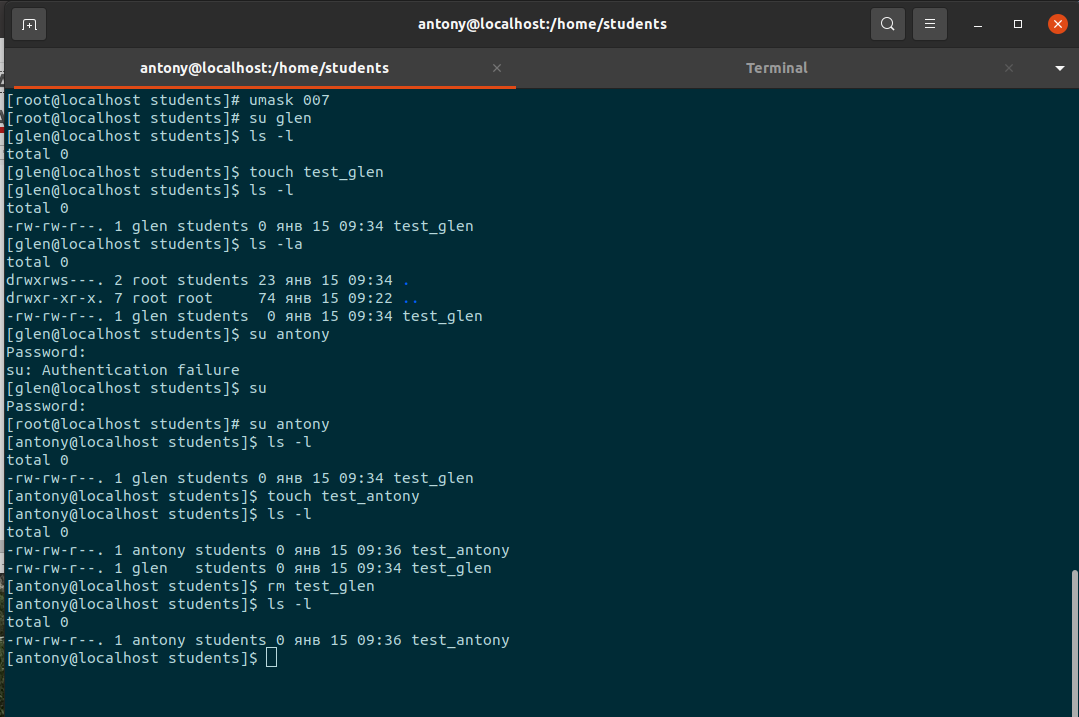 antony@localhost:/home/students
antony@localhost:/home/students
Terminal
[root@localhost students]# umask 007
[root@localhost students]# su glen
[glen@localhost students]$ ls -l
total 0
[glen@localhost students]$ touch test_glen
[glen@localhost students]$ ls -l
total 0
-rw-rw-r--. 1 glen students 0 янв 15 09:34 test_glen
[glen@localhost students]$ ls -la
total 0
drwxrws---. 2 root students 23 янв 15 09:34 .
drwxr-xr-x. 7 root root     74 янв 15 09:22 ..
-rw-rw-r--. 1 glen students  0 янв 15 09:34 test_glen
[glen@localhost students]$ su antony
Password:
su: Authentication failure
[glen@localhost students]$ su
Password:
[root@localhost students]# su antony
[antony@localhost students]$ ls -l
total 0
-rw-rw-r--. 1 glen students 0 янв 15 09:34 test_glen
[antony@localhost students]$ touch test_antony
[antony@localhost students]$ ls -l
total 0
-rw-rw-r--. 1 antony students 0 янв 15 09:36 test_antony
-rw-rw-r--. 1 glen   students 0 янв 15 09:34 test_glen
[antony@localhost students]$ rm test_glen
[antony@localhost students]$ ls -l
total 0
-rw-rw-r--. 1 antony students 0 янв 15 09:36 test_antony
[antony@localhost students]$